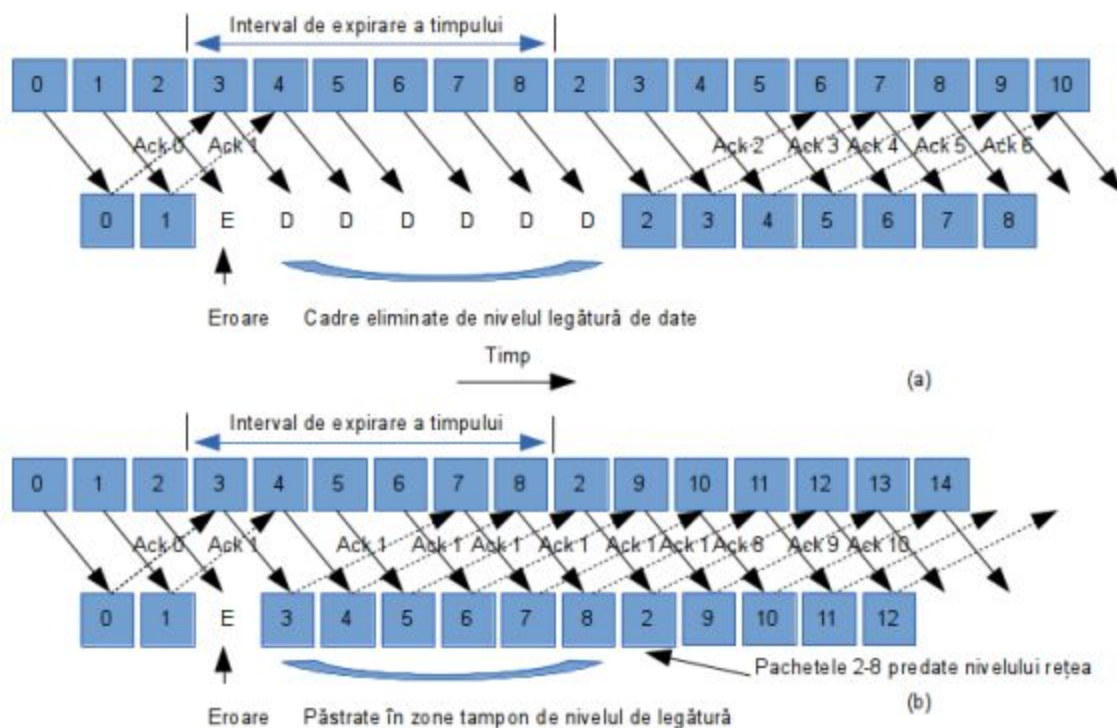 Interval de expirare a timpului
0 1 2 3 4 5 6 7 8 2 3 4 5 6 7 8 9 10
Ack 0 Ack 1 Ack 2 Ack 3 Ack 4 Ack 5 Ack 6
0 1 E D D D D D D 2 3 4 5 6 7 8
Eroare Cadre eliminate de nivelul legătură de date
Timp
(a)
Interval de expirare a timpului
0 1 2 3 4 5 6 7 8 2 9 10 11 12 13 14
Ack 0 Ack 1 Ack 1 Ack 1 Ack 1 Ack 1 Ack 1 Ack 1 Ack 8 Ack 9 Ack 10
0 1 E 3 4 5 6 7 8 2 9 10 11 12
Pachetele 2-8 predate nivelului rețea
(b)
Eroare Păstrate în zone tampon de nivelul de legătură